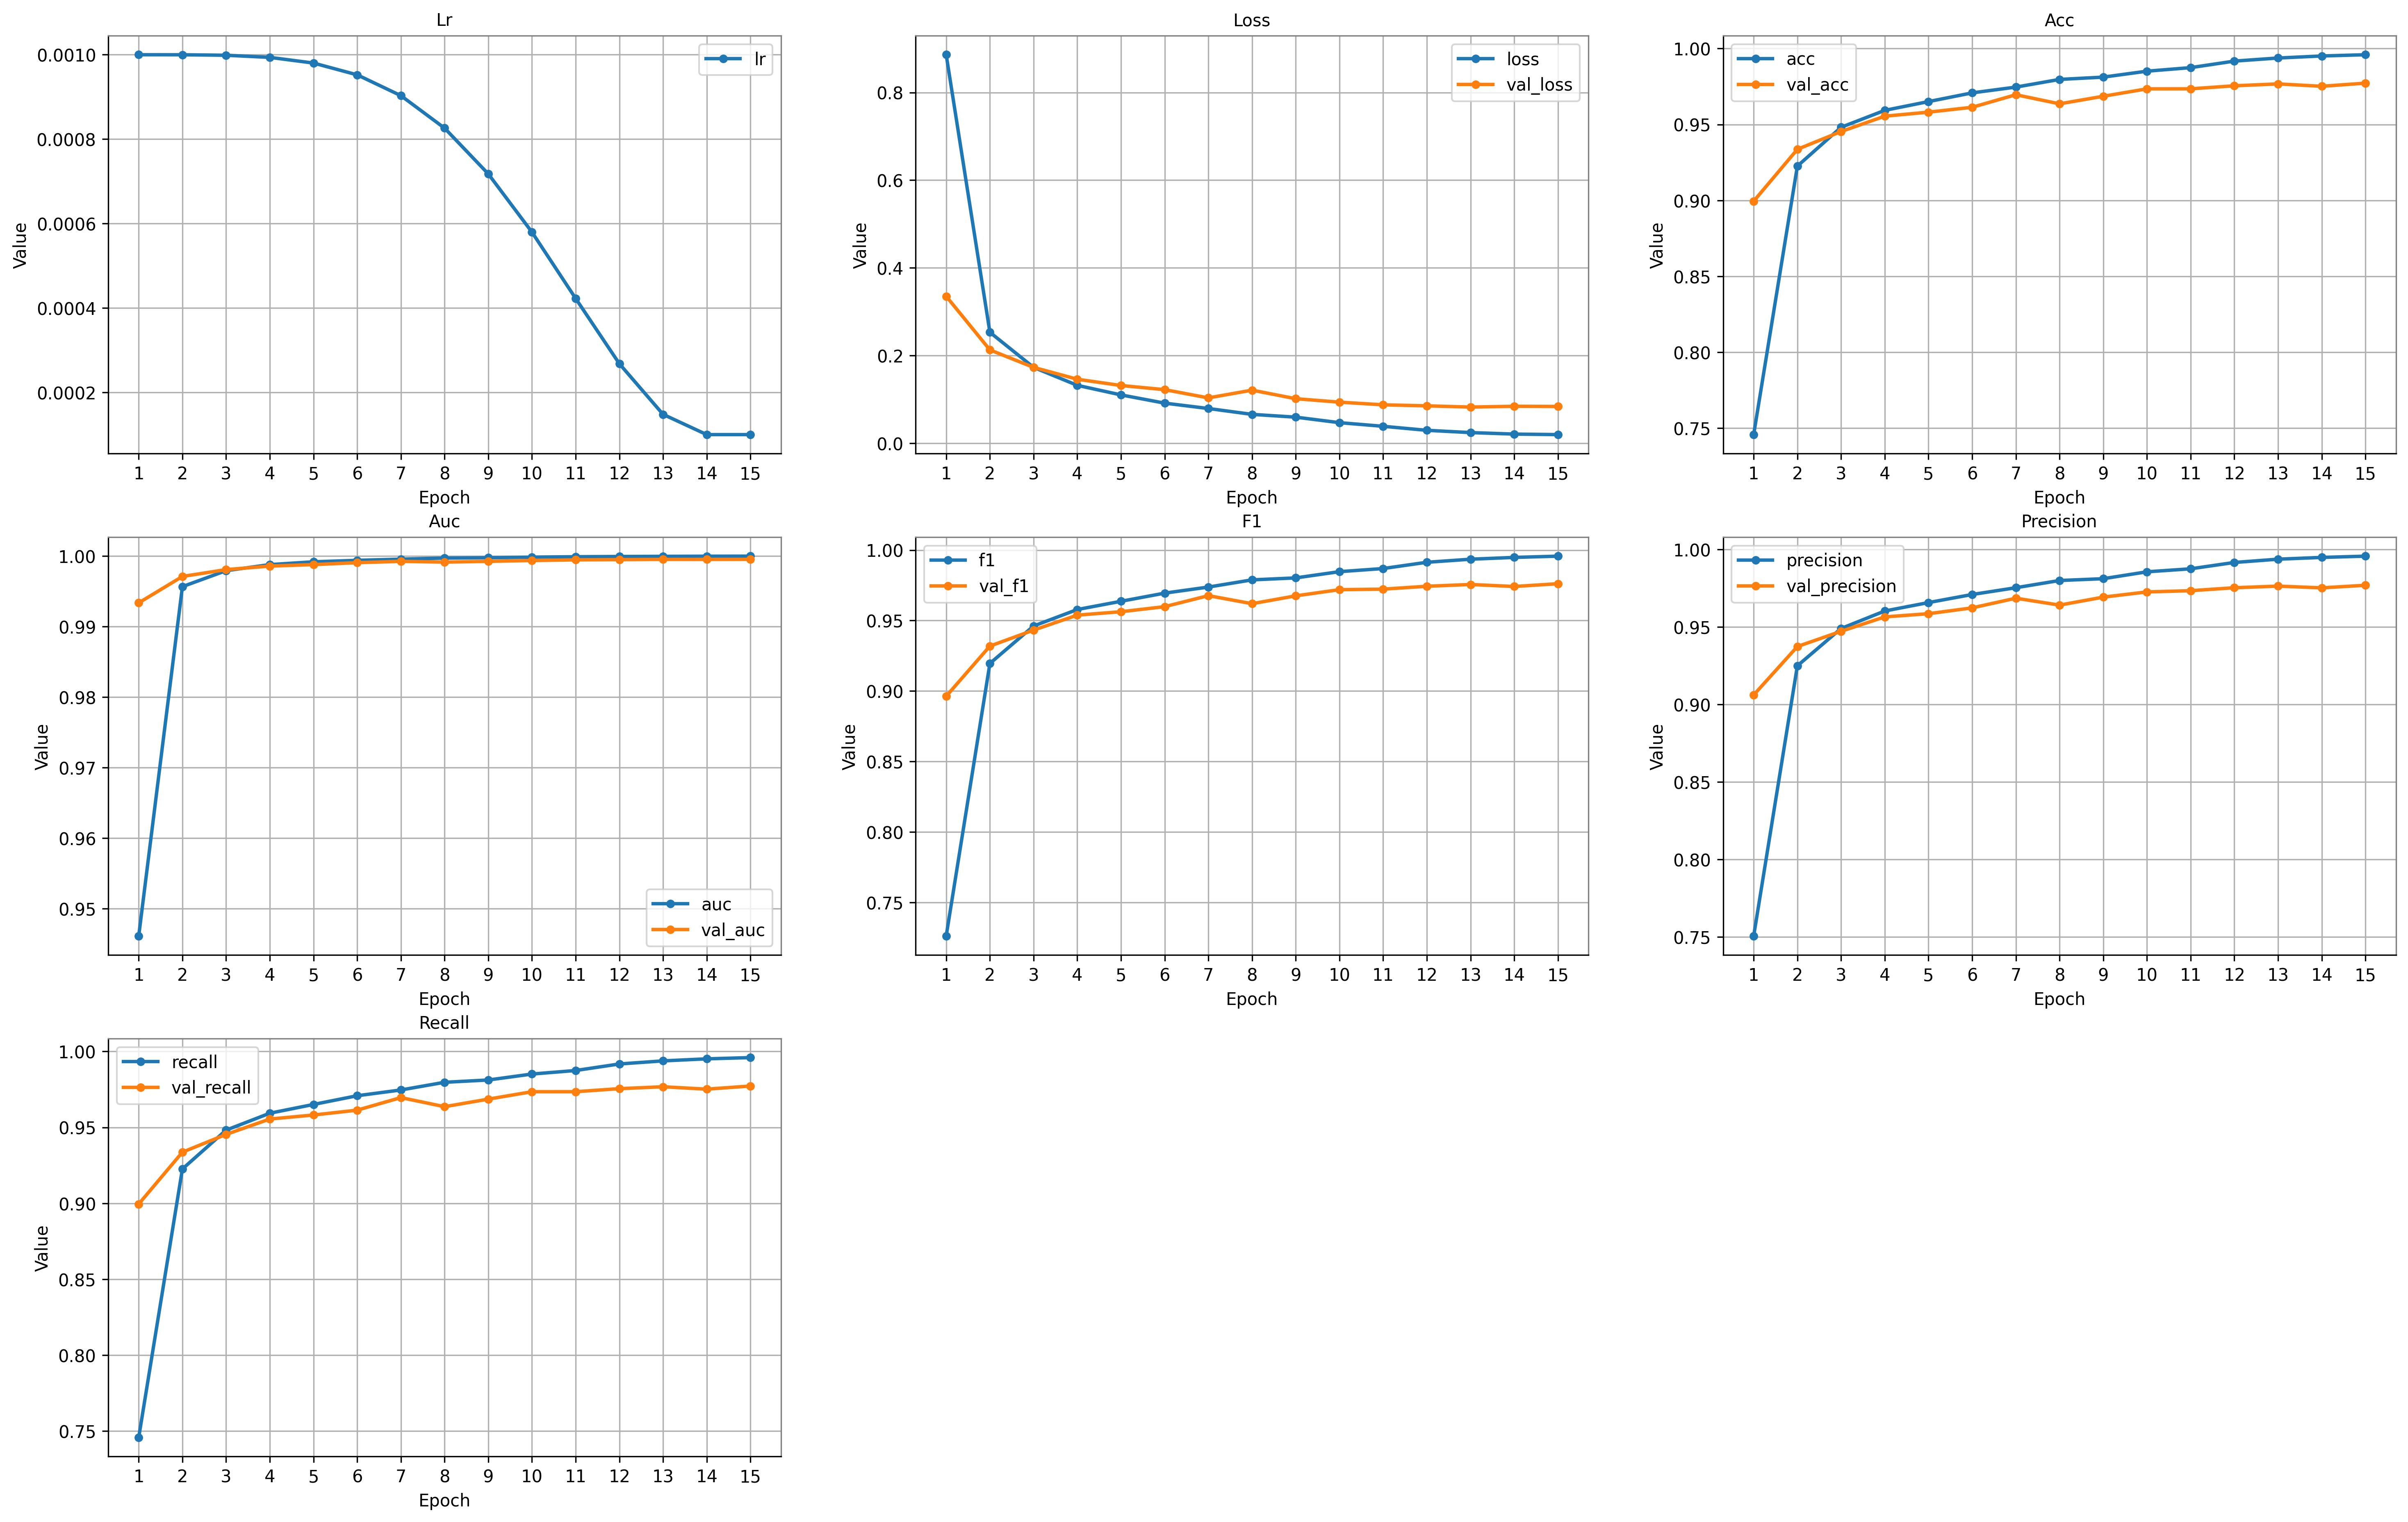 Lr
0.0010
0.0008
0.0006
0.0004
0.0002
Value
lr
1 2 3 4 5 6 7 8 9 10 11 12 13 14 15
Epoch
Loss
0.8
0.6
0.4
0.2
0.0
Value
loss
val_loss
1 2 3 4 5 6 7 8 9 10 11 12 13 14 15
Epoch
Acc
1.00
0.95
0.90
0.85
0.80
0.75
Value
acc
val_acc
1 2 3 4 5 6 7 8 9 10 11 12 13 14 15
Epoch
Auc
1.00
0.99
0.98
0.97
0.96
0.95
Value
auc
val_auc
1 2 3 4 5 6 7 8 9 10 11 12 13 14 15
Epoch
F1
1.00
0.95
0.90
0.85
0.80
0.75
Value
f1
val_f1
1 2 3 4 5 6 7 8 9 10 11 12 13 14 15
Epoch
Precision
1.00
0.95
0.90
0.85
0.80
0.75
Value
precision
val_precision
1 2 3 4 5 6 7 8 9 10 11 12 13 14 15
Epoch
Recall
1.00
0.95
0.90
0.85
0.80
0.75
Value
recall
val_recall
1 2 3 4 5 6 7 8 9 10 11 12 13 14 15
Epoch